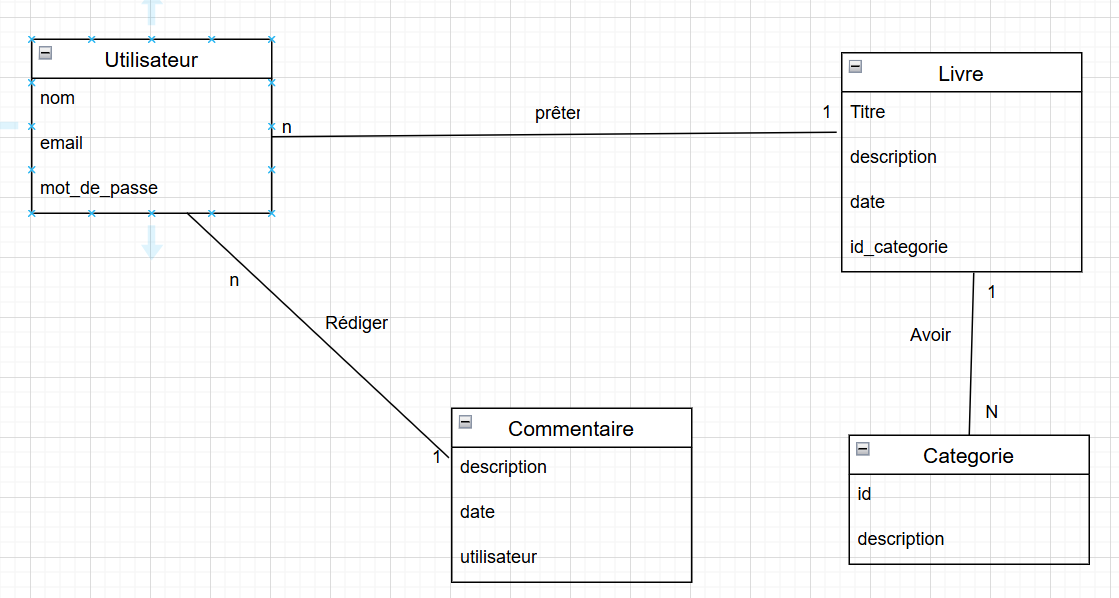 Utilisateur
nom
email
mot_de_passe
n
prêter
1
Livre
Titre
description
date
id_categorie
n
Rédiger
1
Commentaire
description
date
utilisateur
1
Avoir
N
Categorie
id
description